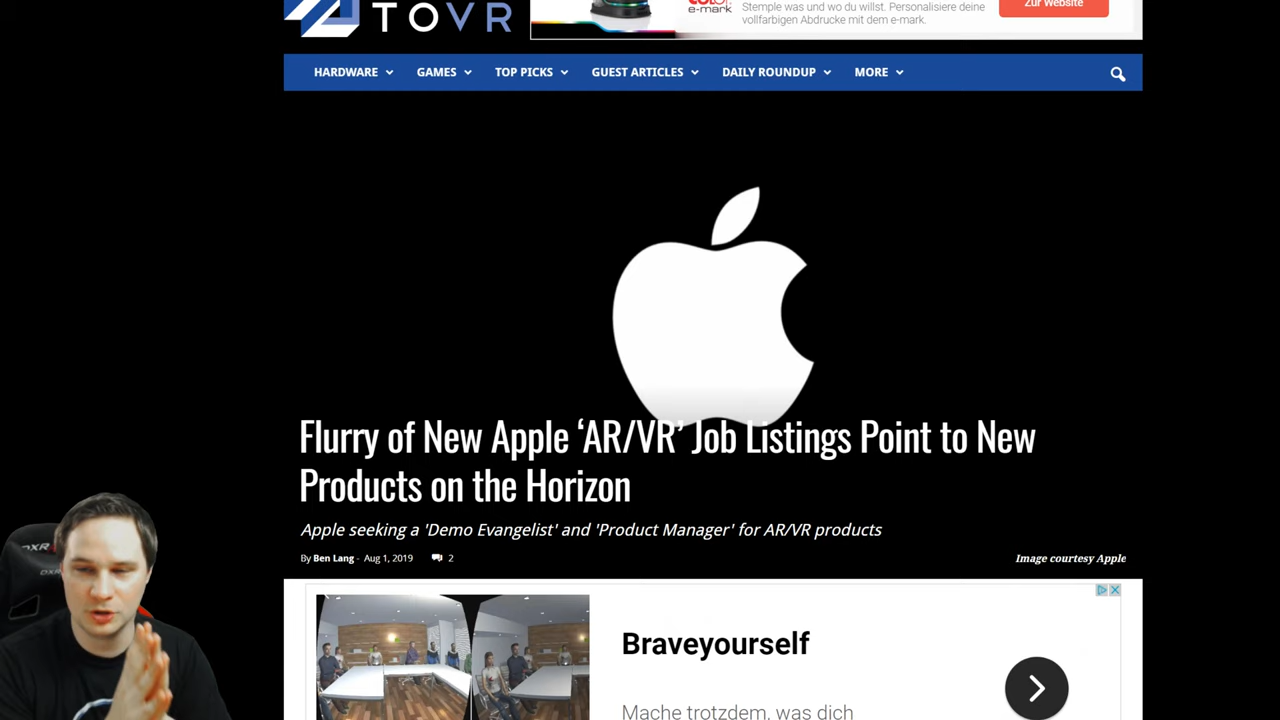 TOVR
COLOP
e-mark
Stemple was und wo du willst. Personalisiere deine
vollfarbigen Abdrucke mit dem e-mark.
Zur Website
HARDWARE GAMES TOP PICKS GUEST ARTICLES DAILY ROUNDUP MORE
Flurry of New Apple ‘AR/VR’ Job Listings Point to New
Products on the Horizon
Apple seeking a 'Demo Evangelist' and 'Product Manager' for AR/VR products
By Ben Lang - Aug 1, 2019 2
Image courtesy Apple
Braveyourself
Mache trotzdem, was dich
DXR